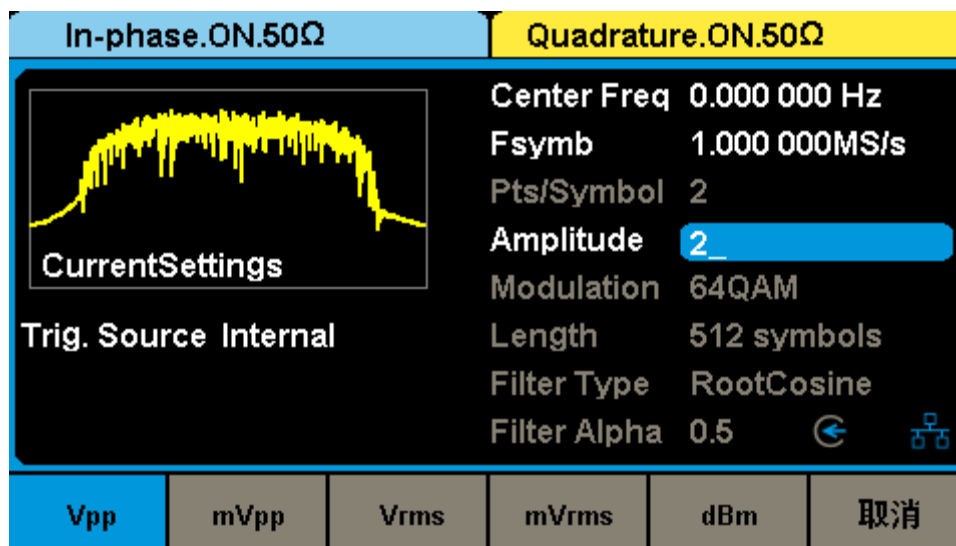 In-phase.ON.50Ω
Quadrature.ON.50Ω
Center Freq 0.000 000 Hz
Fsymb 1.000 000MS/s
Pts/Symbol 2
Amplitude 2_
CurrentSettings
Modulation 64QAM
Trig. Source Internal
Length 512 symbols
Filter Type RootCosine
Filter Alpha 0.5
Vpp
mVpp
Vrms
mVrms
dBm
取消